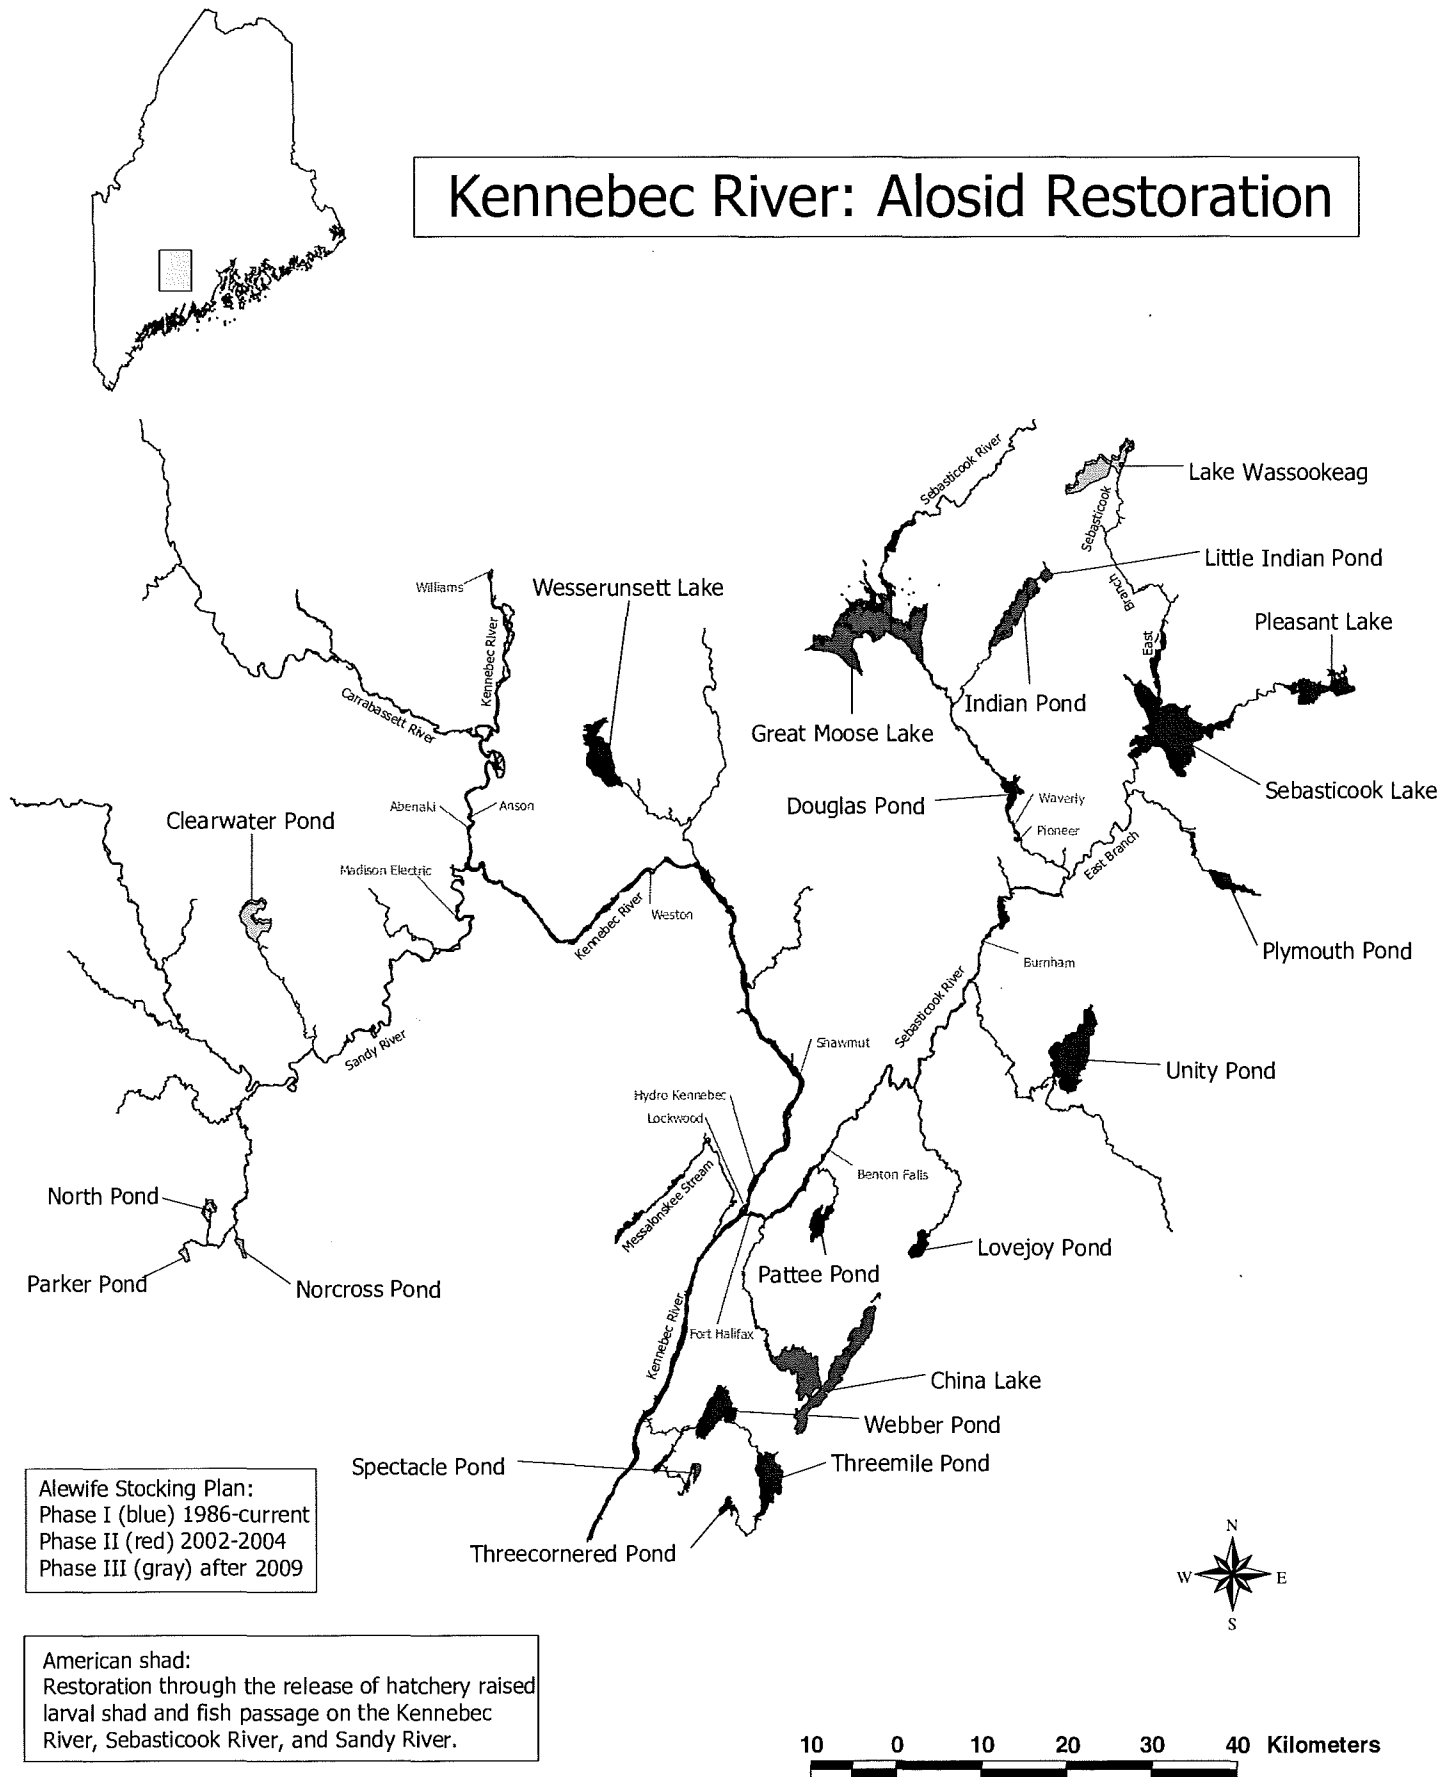 Kennebec River: Alosid Restoration
Sebasticook River
Lake Wassookeag
Sebasticook
Little Indian Pond
Branch
Williams
Wesserunsett Lake
Pleasant Lake
East
Kennebec River
Carrabassett River
Indian Pond
Great Moose Lake
Sebasticook Lake
Abenaki
Anson
Douglas Pond
Waverly
Clearwater Pond
Pioneer
East Branch
Madison Electric
Weston
Kennebec River
Plymouth Pond
Burnham
Sebasticook River
Sandy River
Shawmut
Unity Pond
Hydro Kennebec
Lockwood
Benton Falls
Messalonskee Stream
North Pond
Lovejoy Pond
Pattee Pond
Parker Pond
Norcross Pond
Kennebec River
Fort Halifax
China Lake
Webber Pond
Spectacle Pond
Threemile Pond
Threecornered Pond
Alewife Stocking Plan:
Phase I (blue) 1986-current
Phase II (red) 2002-2004
Phase III (gray) after 2009
N
W
E
S
American shad:
Restoration through the release of hatchery raised
larval shad and fish passage on the Kennebec
River, Sebasticook River, and Sandy River.
10 0 10 20 30 40 Kilometers